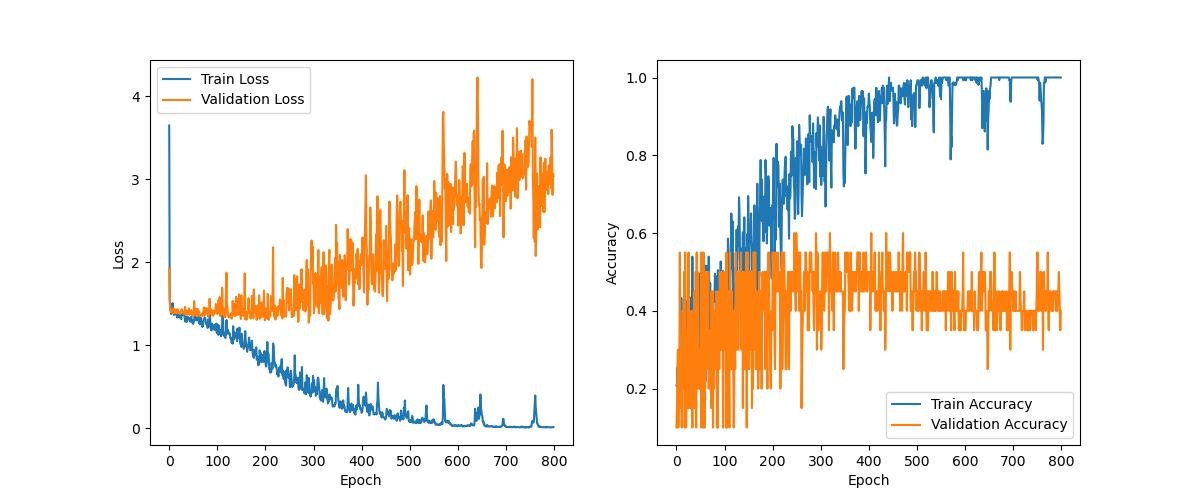 Train Loss
Validation Loss
4
3
2
1
0
Loss
0 100 200 300 400 500 600 700 800
Epoch
1.0
0.8
0.6
0.4
0.2
Accuracy
Train Accuracy
Validation Accuracy
0 100 200 300 400 500 600 700 800
Epoch